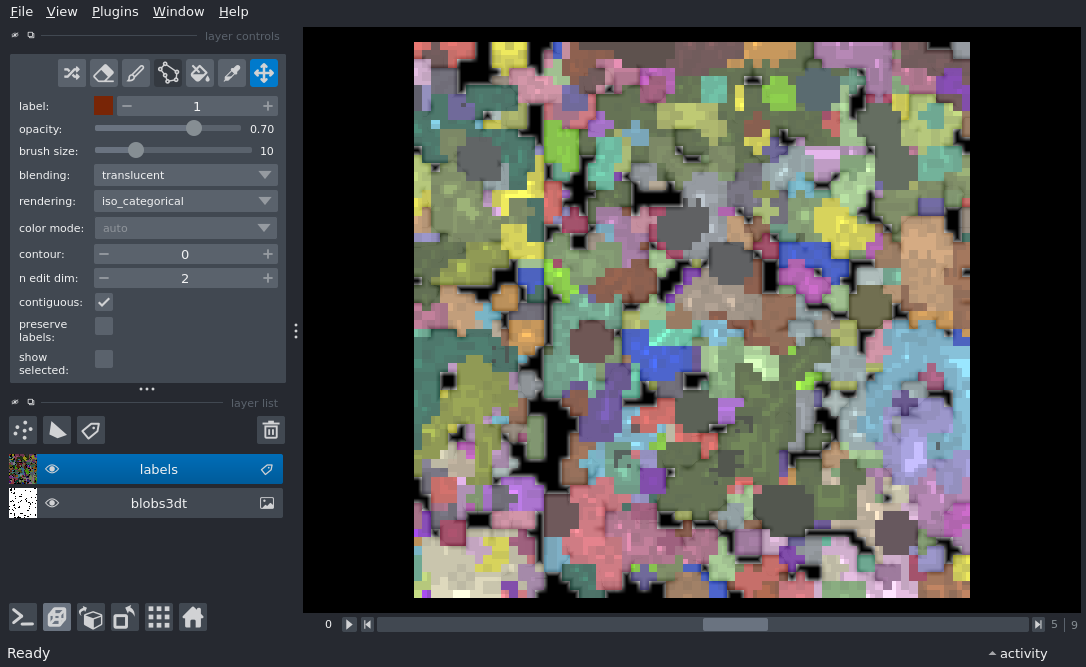 File View Plugins Window Help
layer controls
label: 1
opacity: 0.70
brush size: 10
blending: translucent
rendering: iso_categorical
color mode: auto
contour: 0
n edit dim: 2
contiguous:
preserve
labels:
show
selected:
layer list
labels
blobs3dt
0 5 9
Ready activity